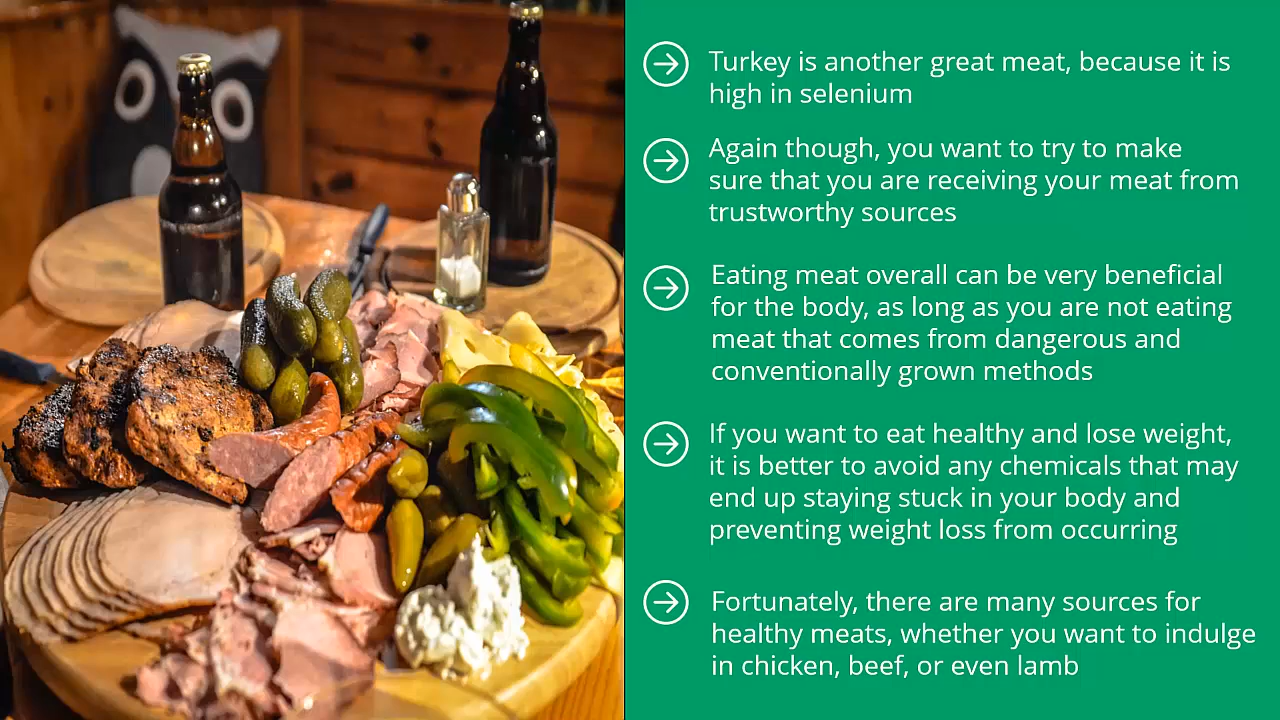 Turkey is another great meat, because it is
high in selenium
Again though, you want to try to make
sure that you are receiving your meat from
trustworthy sources
Eating meat overall can be very beneficial
for the body, as long as you are not eating
meat that comes from dangerous and
conventionally grown methods
If you want to eat healthy and lose weight,
it is better to avoid any chemicals that may
end up staying stuck in your body and
preventing weight loss from occurring
Fortunately, there are many sources for
healthy meats, whether you want to indulge
in chicken, beef, or even lamb